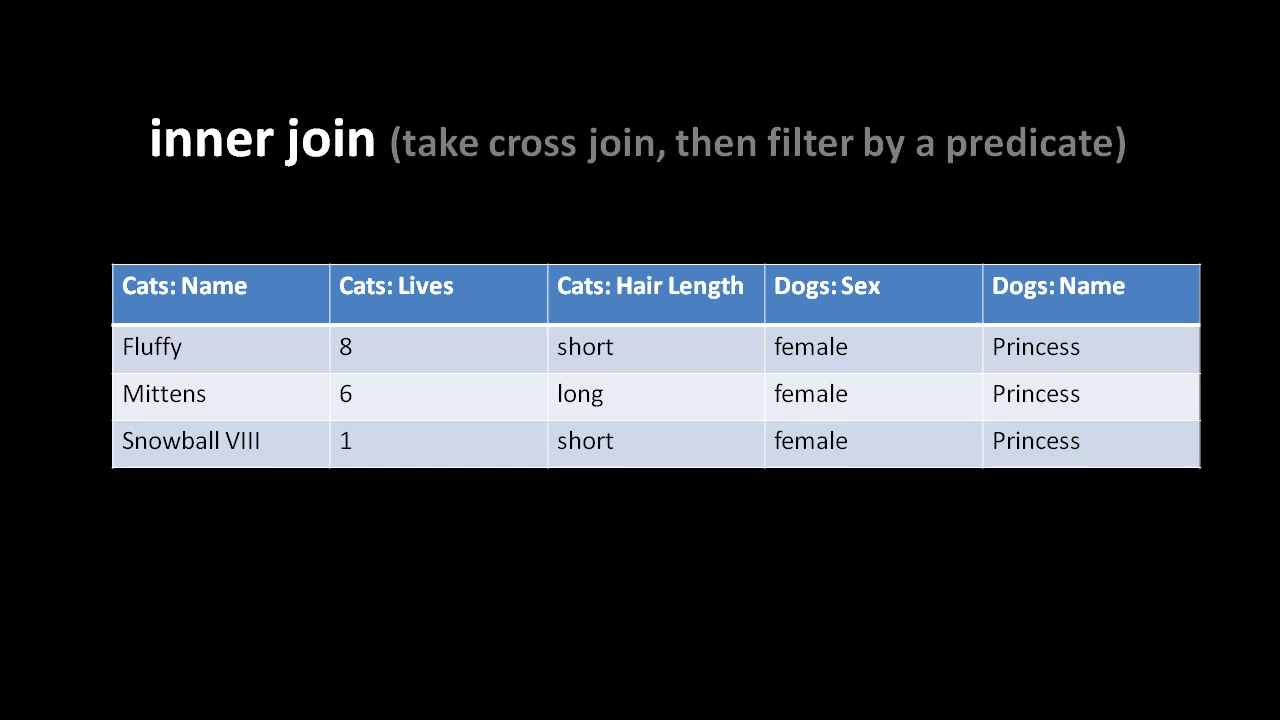 inner join (take cross join, then filter by a predicate)
Cats: Name Cats: Lives Cats: Hair Length Dogs: Sex Dogs: Name
Fluffy 8 short female Princess
Mittens 6 long female Princess
Snowball VIII 1 short female Princess